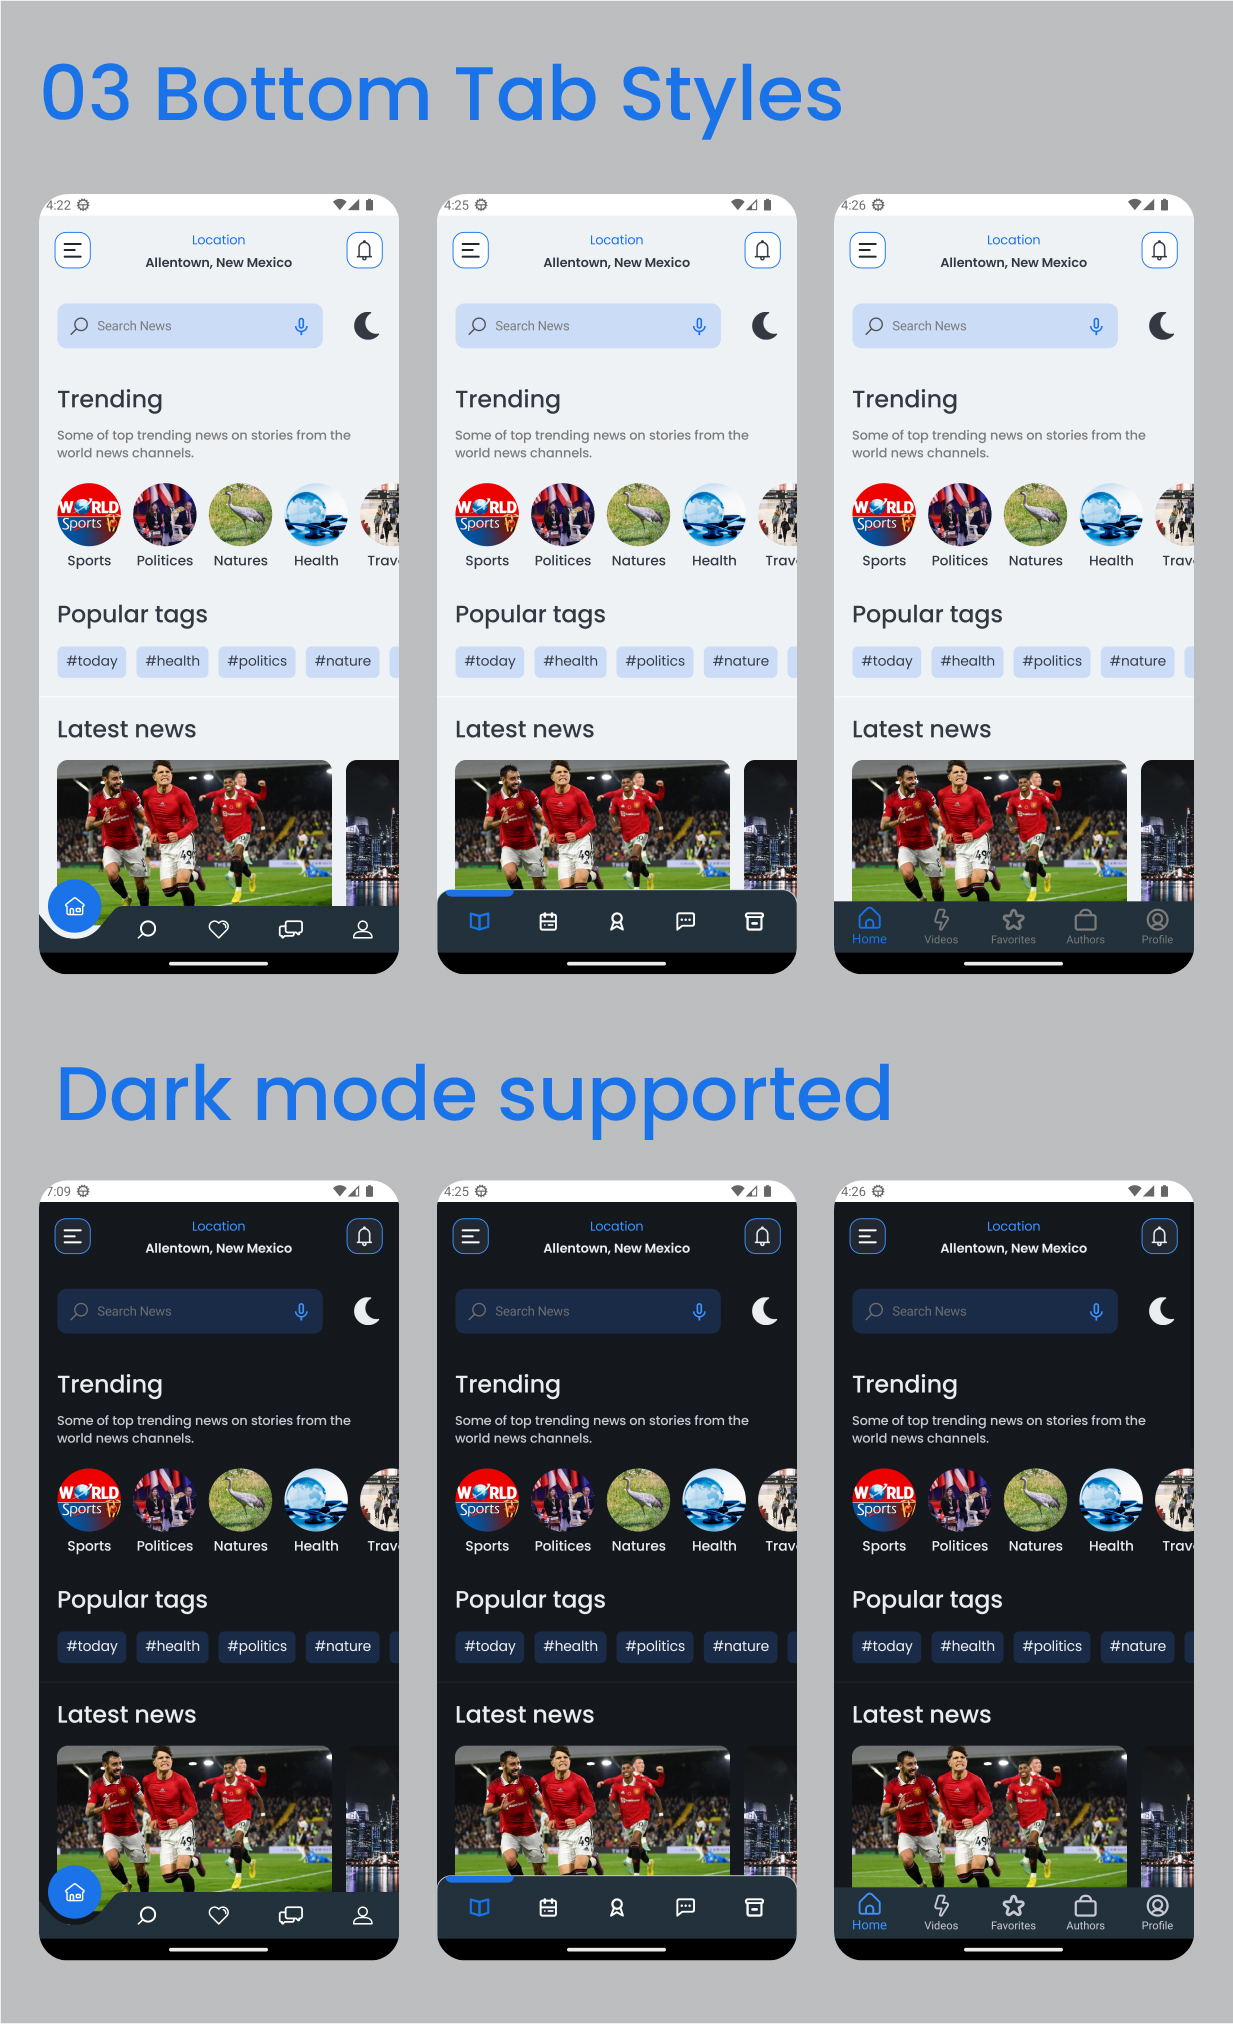 03 Bottom Tab Styles
4:22
Location
Allentown, New Mexico
Search News
Trending
Some of top trending news on stories from the
world news channels.
WORLD
Sports
Sports
Politices
Natures
Health
Trav
Popular tags
#today
#health
#politics
#nature
Latest news
49
4:25
Location
Allentown, New Mexico
Search News
Trending
Some of top trending news on stories from the
world news channels.
WORLD
Sports
Sports
Politices
Natures
Health
Trav
Popular tags
#today
#health
#politics
#nature
Latest news
49
4:26
Location
Allentown, New Mexico
Search News
Trending
Some of top trending news on stories from the
world news channels.
WORLD
Sports
Sports
Politices
Natures
Health
Trav
Popular tags
#today
#health
#politics
#nature
Latest news
49
Home
Videos
Favorites
Authors
Profile
Dark mode supported
7:09
Location
Allentown, New Mexico
Search News
Trending
Some of top trending news on stories from the
world news channels.
WORLD
Sports
Sports
Politices
Natures
Health
Trav
Popular tags
#today
#health
#politics
#nature
Latest news
49
4:25
Location
Allentown, New Mexico
Search News
Trending
Some of top trending news on stories from the
world news channels.
WORLD
Sports
Sports
Politices
Natures
Health
Trav
Popular tags
#today
#health
#politics
#nature
Latest news
49
4:26
Location
Allentown, New Mexico
Search News
Trending
Some of top trending news on stories from the
world news channels.
WORLD
Sports
Sports
Politices
Natures
Health
Trav
Popular tags
#today
#health
#politics
#nature
Latest news
49
Home
Videos
Favorites
Authors
Profile